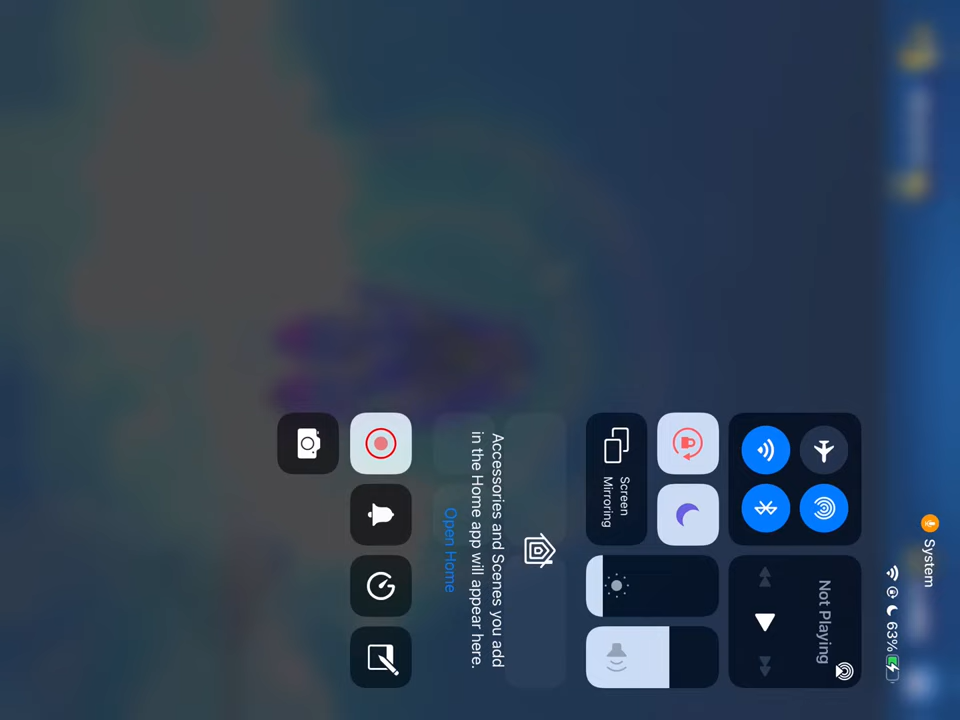 System
63%
Not Playing
Screen
Mirroring
Accessories and Scenes you add
in the Home app will appear here.
Open Home